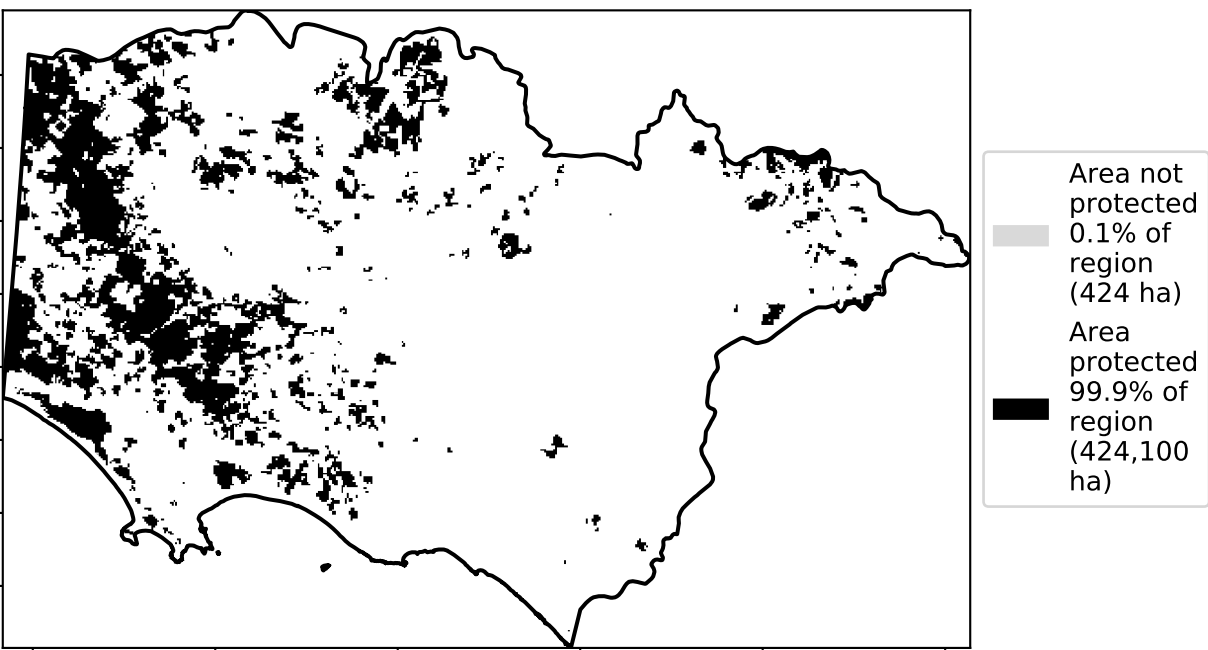 Area not
protected
0.1% of
region
(424 ha)
Area
protected
99.9% of
region
(424,100
ha)